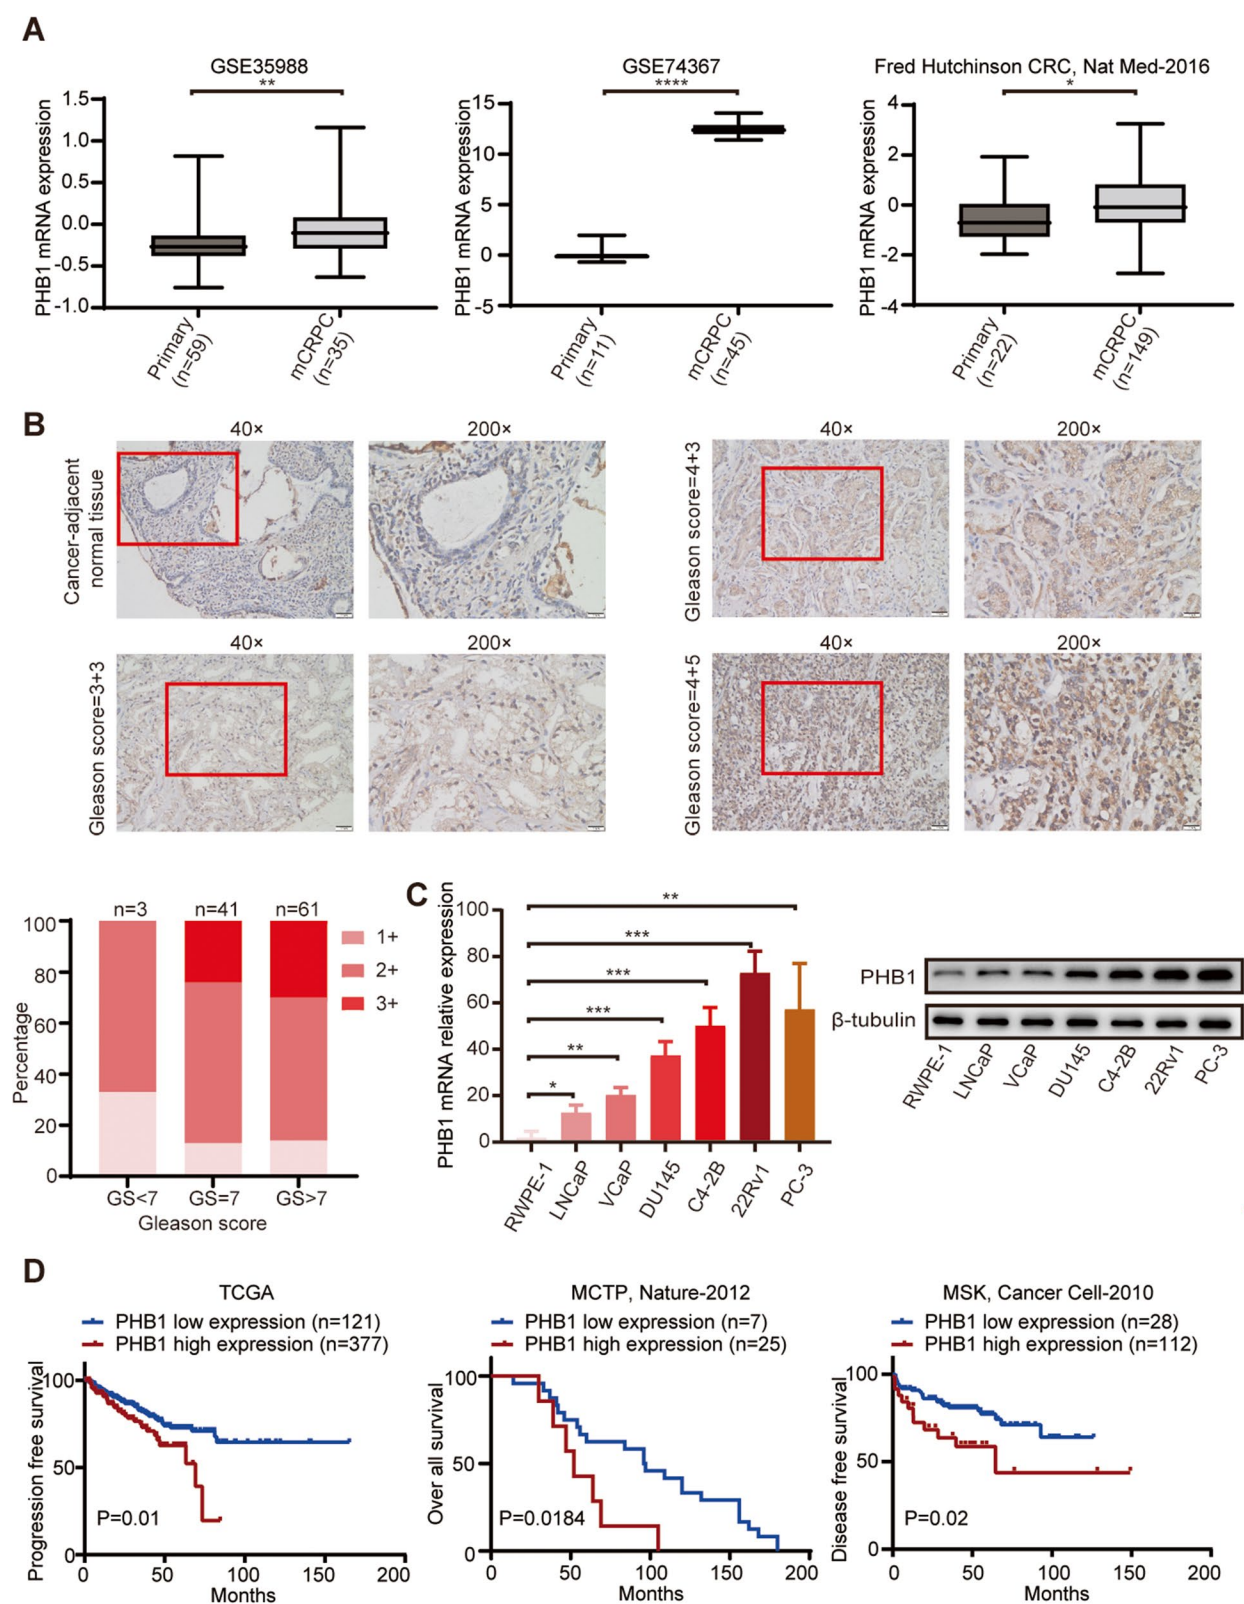 A
GSE35988
**
PHB1 mRNA expression
1.5
1.0
0.5
0.0
-0.5
-1.0
Primary
(n=59)
mCRPC
(n=35)
GSE74367
****
PHB1 mRNA expression
15
10
5
0
-5
Primary
(n=11)
mCRPC
(n=45)
Fred Hutchinson CRC, Nat Med-2016
*
PHB1 mRNA expression
4
2
0
-2
-4
Primary
(n=22)
mCRPC
(n=149)
B
40×
200×
Cancer-adjacent
normal tissue
40×
200×
Gleason score=4+3
40×
200×
Gleason score=3+3
40×
200×
Gleason score=4+5
Percentage
100
80
60
40
20
0
n=3
n=41
n=61
1+
2+
3+
GS<7
GS=7
GS>7
Gleason score
C
PHB1 mRNA relative expression
100
80
60
40
20
0
**
***
***
***
**
*
RWPE-1
LNCaP
VCaP
DU145
C4-2B
22Rv1
PC-3
PHB1
β-tubulin
RWPE-1
LNCaP
VCaP
DU145
C4-2B
22Rv1
PC-3
D
TCGA
PHB1 low expression (n=121)
PHB1 high expression (n=377)
Progression free survival
100
50
0
P=0.01
0
50
100
150
200
Months
MCTP, Nature-2012
PHB1 low expression (n=7)
PHB1 high expression (n=25)
Over all survival
100
50
0
P=0.0184
0
50
100
150
200
Months
MSK, Cancer Cell-2010
PHB1 low expression (n=28)
PHB1 high expression (n=112)
Disease free survival
100
50
0
P=0.02
0
50
100
150
200
Months